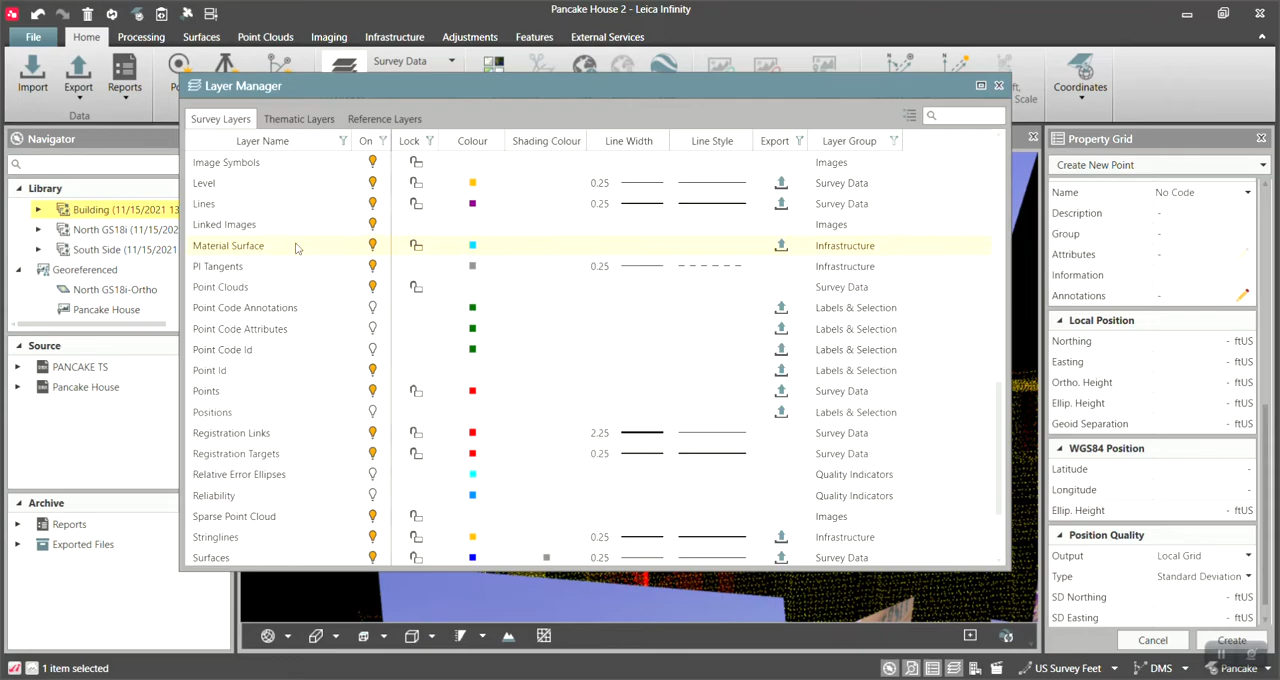 Pancake House 2 - Leica Infinity
File Home Processing Surfaces Point Clouds Imaging Infrastructure Adjustments Features External Services
Survey Data
Import Export Reports Coordinates
Scale
Data
Layer Manager
Navigator
Property Grid
Survey Layers Thematic Layers Reference Layers
Create New Point
Layer Name On Lock Colour Shading Colour Line Width Line Style Export Layer Group
Library
Building (11/15/2021 13
North GS18i (11/15/202
South Side (11/15/2021
Georeferenced
North GS18i-Ortho
Pancake House
Source
PANCAKE TS
Pancake House
Archive
Reports
Exported Files
Image Symbols Images
Level 0.25 Survey Data
Lines 0.25 Survey Data
Linked Images Images
Material Surface Infrastructure
PI Tangents 0.25 Infrastructure
Point Clouds Survey Data
Point Code Annotations Labels & Selection
Point Code Attributes Labels & Selection
Point Code Id Labels & Selection
Point Id Labels & Selection
Points Survey Data
Positions Labels & Selection
Registration Links 2.25 Survey Data
Registration Targets 0.25 Survey Data
Relative Error Ellipses Quality Indicators
Reliability Quality Indicators
Sparse Point Cloud Images
Stringlines 0.25 Infrastructure
Surfaces 0.25 Survey Data
Name No Code
Description -
Group -
Attributes -
Information
Annotations -
Local Position
Northing - ftUS
Easting - ftUS
Ortho. Height - ftUS
Ellip. Height - ftUS
Geoid Separation - ftUS
WGS84 Position
Latitude -
Longitude -
Ellip. Height - ftUS
Position Quality
Output Local Grid
Type Standard Deviation
SD Northing - ftUS
SD Easting - ftUS
Cancel Create
1 item selected
US Survey Feet DMS Pancake